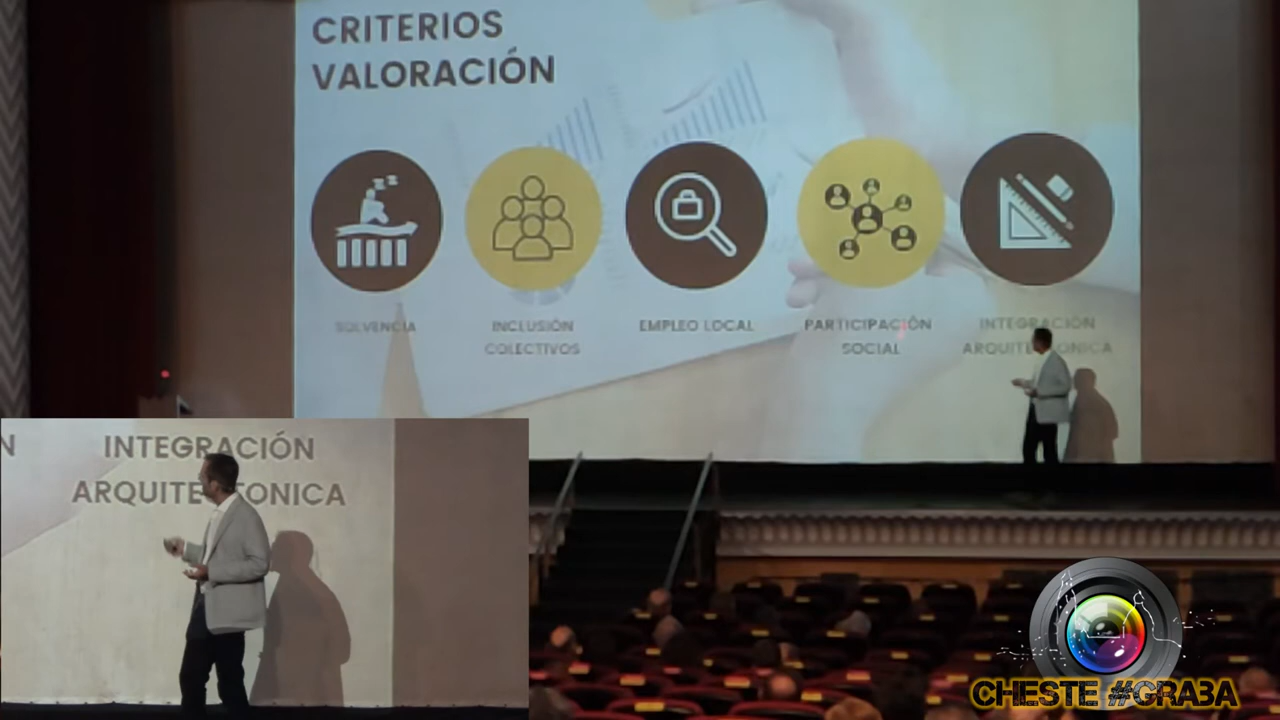 CRITERIOS
VALORACIÓN
SOLVENCIA
INCLUSIÓN
COLECTIVOS
EMPLEO LOCAL
PARTICIPACIÓN
SOCIAL
INTEGRACIÓN
N
INTEGRACIÓN
CHESTE #GRABA